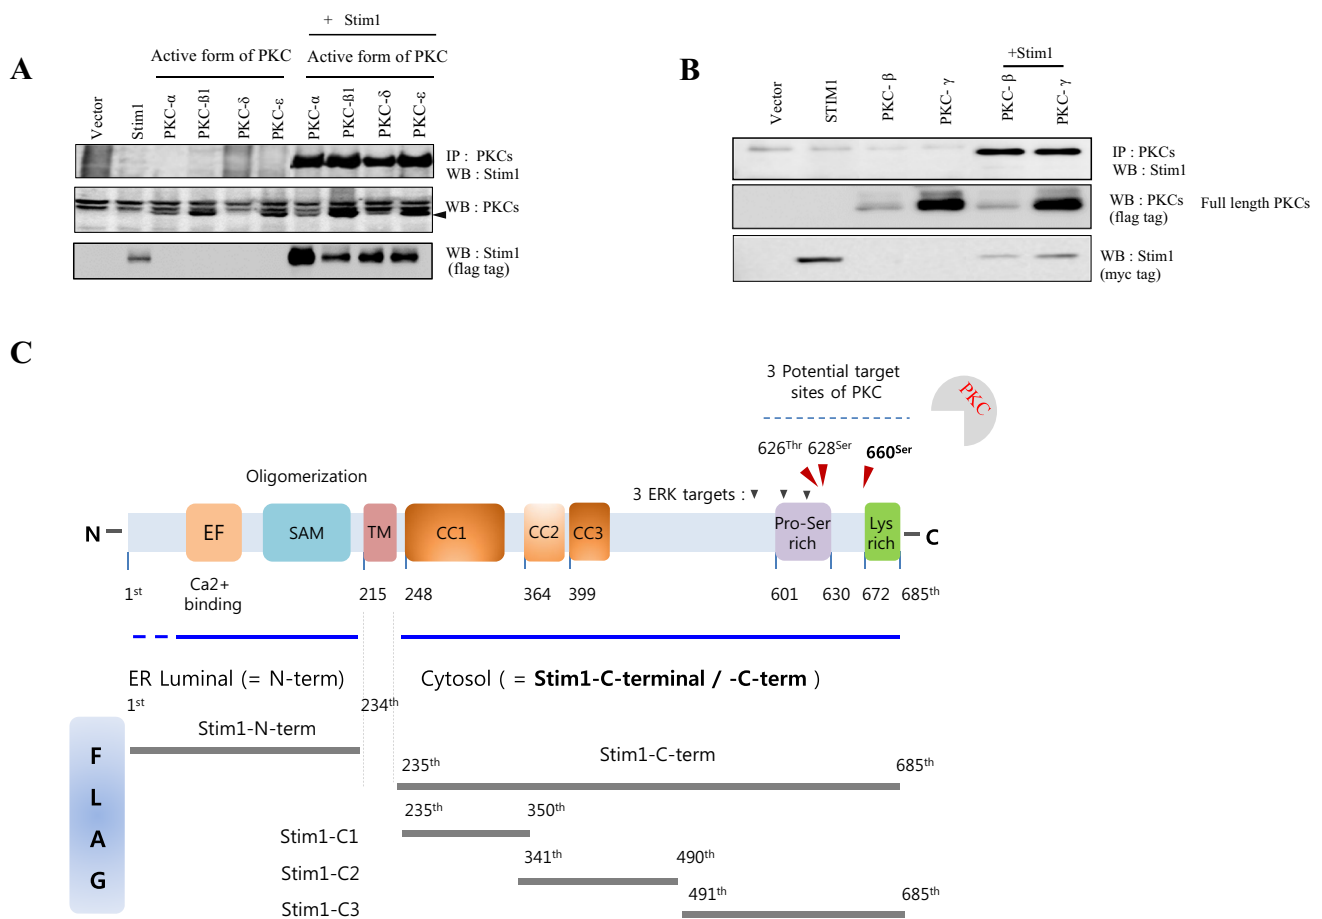 A
+ Stim1
Active form of PKC
Active form of PKC
Vector
Stim1
PKC-α
PKC-ß1
PKC-δ
PKC-ε
PKC-α
PKC-ß1
PKC-δ
PKC-ε
IP : PKCs
WB : Stim1
WB : PKCs
WB : Stim1
(flag tag)
B
+Stim1
Vector
STIM1
PKC- β
PKC- γ
PKC- β
PKC- γ
IP : PKCs
WB : Stim1
WB : PKCs
(flag tag)
Full length PKCs
WB : Stim1
(myc tag)
C
3 Potential target
sites of PKC
PKC
626Thr 628Ser 660Ser
Oligomerization
3 ERK targets :
N
EF
SAM
TM
CC1
CC2
CC3
Pro-Ser
rich
Lys
rich
C
1st
Ca2+
binding
215
248
364
399
601
630
672
685th
ER Luminal (= N-term)
Cytosol ( = Stim1-C-terminal / -C-term )
1st
234th
Stim1-N-term
Stim1-C-term
235th
685th
235th
350th
Stim1-C1
341th
490th
Stim1-C2
491th
685th
Stim1-C3
F
L
A
G